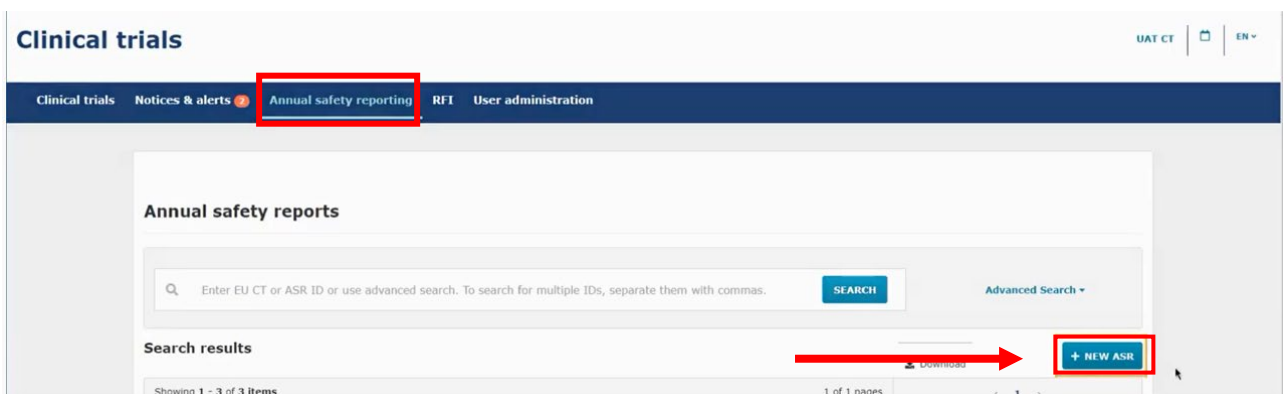 Clinical trials
UAT CT EN
Clinical trials Notices & alerts 2 Annual safety reporting RFI User administration
Annual safety reports
Enter EU CT or ASR ID or use advanced search. To search for multiple IDs, separate them with commas. SEARCH Advanced Search
Search results
Download + NEW ASR
Showing 1 - 3 of 3 items 1 of 1 pages 1